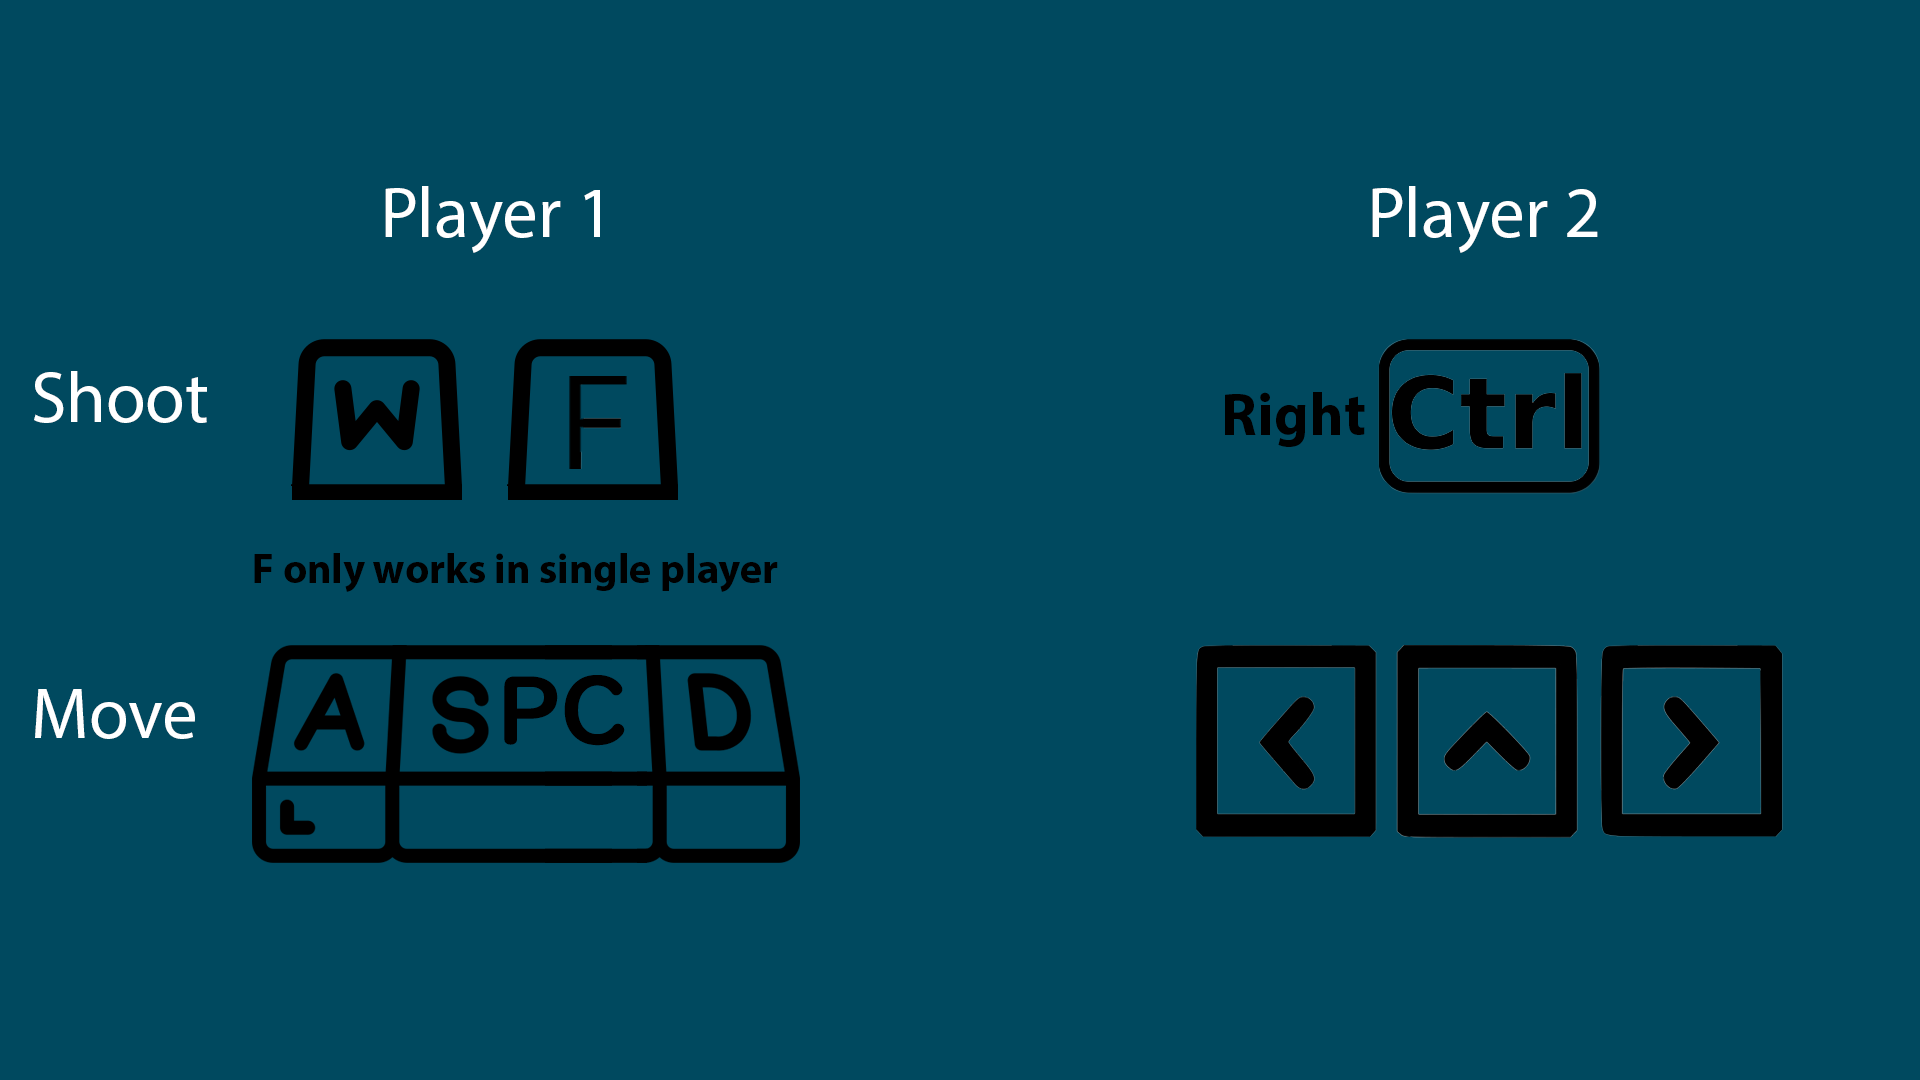 Player 1
Player 2
Shoot
W F
Right Ctrl
F only works in single player
Move
A SPC D